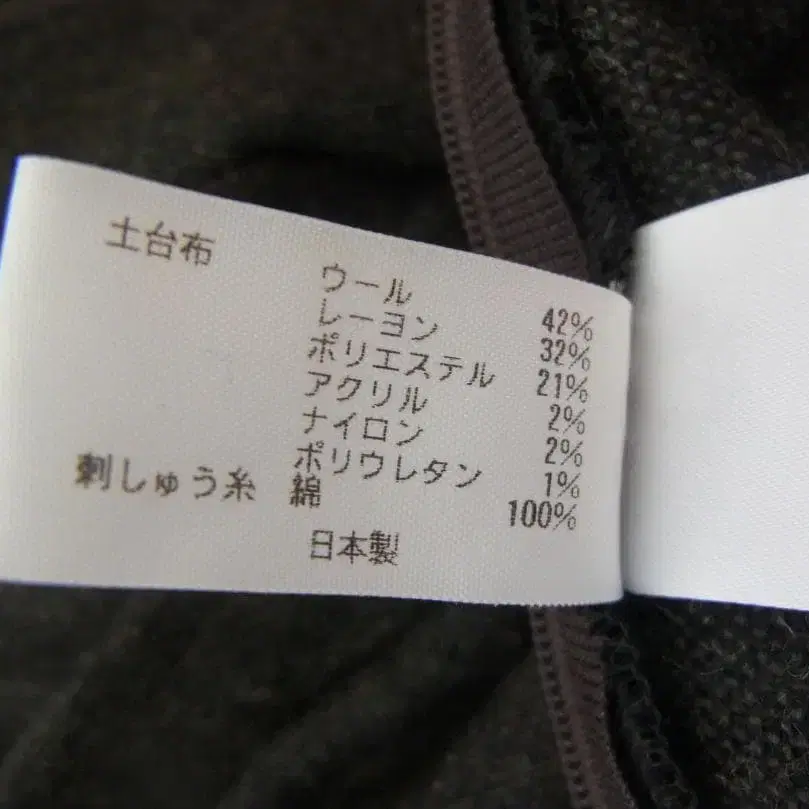 土台布 ウール 42%
レーヨン 32%
ポリエステル 21%
アクリル 2%
ナイロン 2%
ポリウレタン 1%
刺しゅう糸 綿 100%
日本製